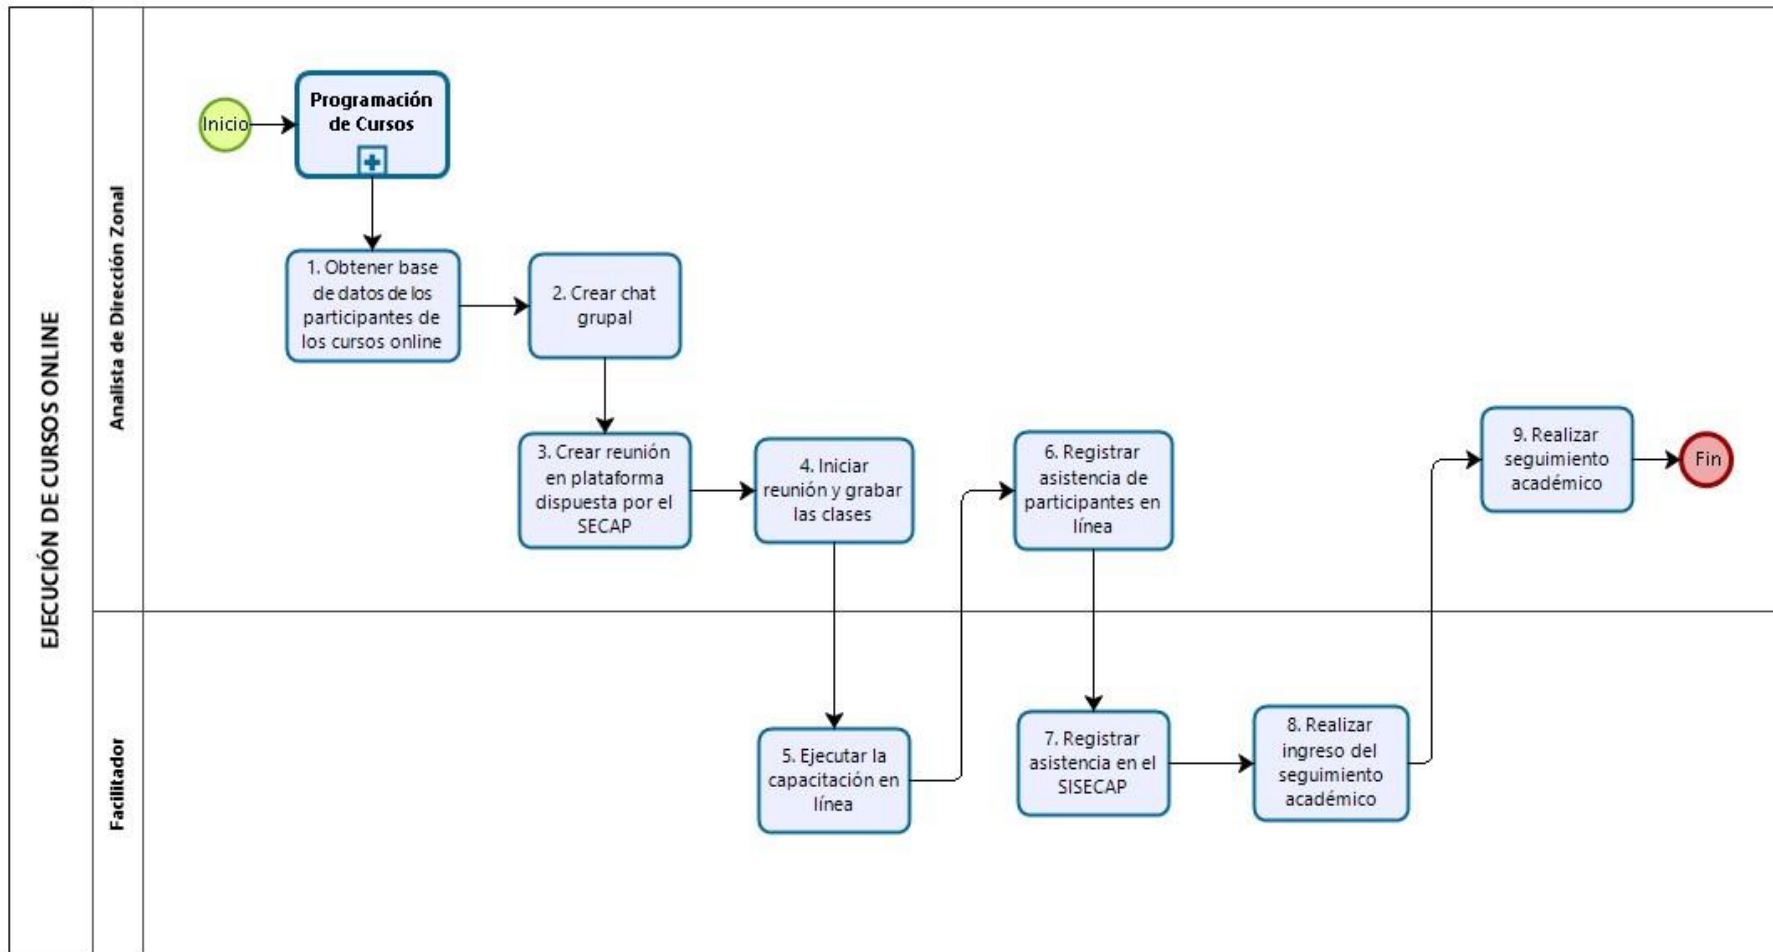 EJECUCIÓN DE CURSOS ONLINE
Analista de Dirección Zonal
Inicio
Programación
de Cursos
1. Obtener base
de datos de los
participantes de
los cursos online
2. Crear chat
grupal
3. Crear reunión
en plataforma
dispuesta por el
SECAP
4. Iniciar
reunión y grabar
las clases
6. Registrar
asistencia de
participantes en
línea
9. Realizar
seguimiento
académico
Fin
Facilitador
5. Ejecutar la
capacitación en
línea
7. Registrar
asistencia en el
SISECAP
8. Realizar
ingreso del
seguimiento
académico